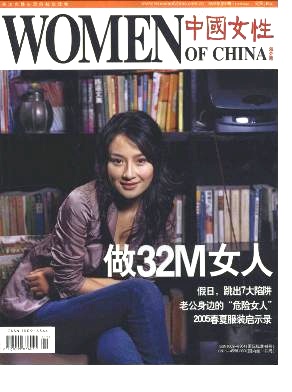 WOMEN
中國女性
OF CHINA
做32M女人
假日，跳出7大陷阱
老公身边的“危险女人”
2005春夏服装启示录